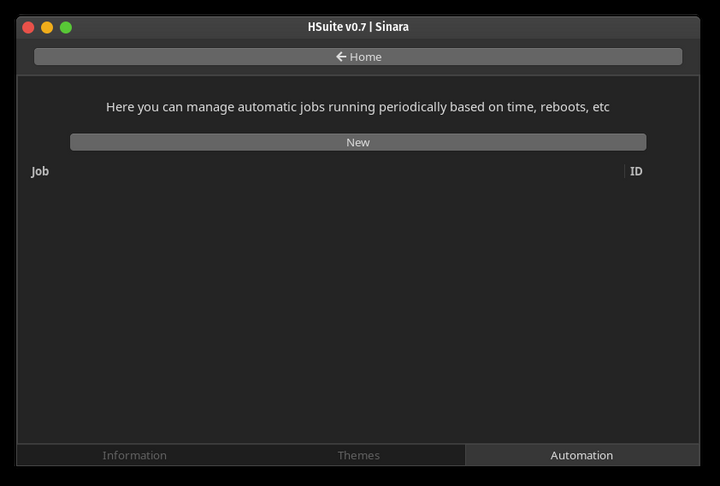 HSuite v0.7 | Sinara
← Home
Here you can manage automatic jobs running periodically based on time, reboots, etc
New
Job ID
Information Themes Automation